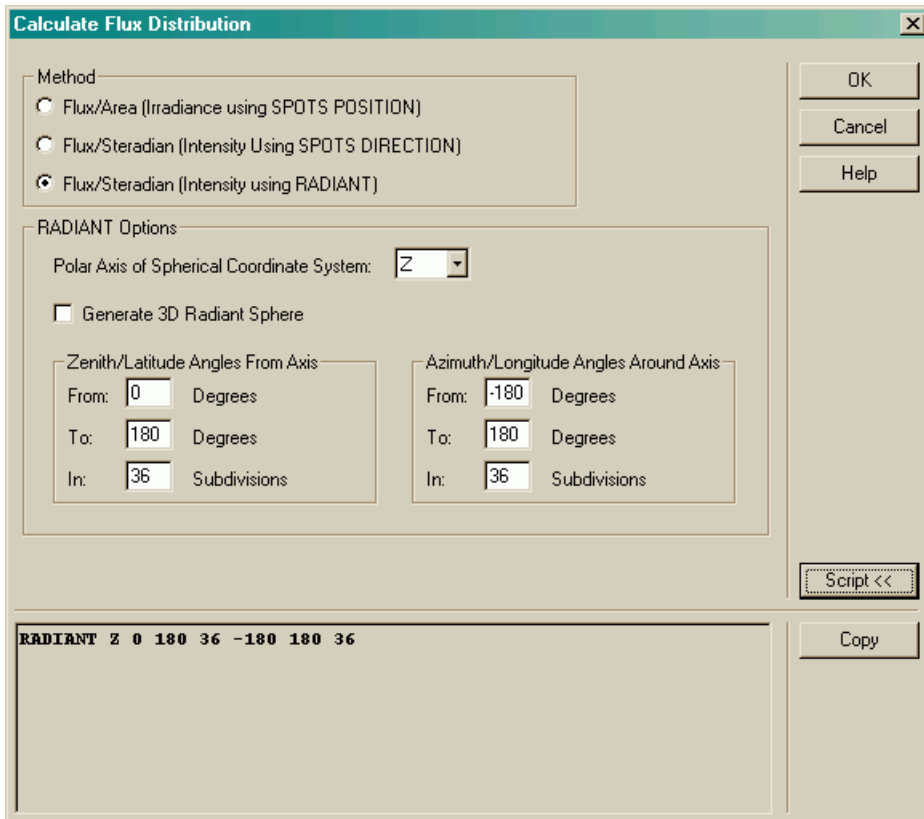 Calculate Flux Distribution
Method
Flux/Area (Irradiance using SPOTS POSITION)
Flux/Steradian (Intensity Using SPOTS DIRECTION)
Flux/Steradian (Intensity using RADIANT)
OK
Cancel
Help
RADIANT Options
Polar Axis of Spherical Coordinate System: Z
Generate 3D Radiant Sphere
Zenith/Latitude Angles From Axis
From: 0 Degrees
To: 180 Degrees
In: 36 Subdivisions
Azimuth/Longitude Angles Around Axis
From: -180 Degrees
To: 180 Degrees
In: 36 Subdivisions
Script <<
RADIANT Z 0 180 36 -180 180 36
Copy